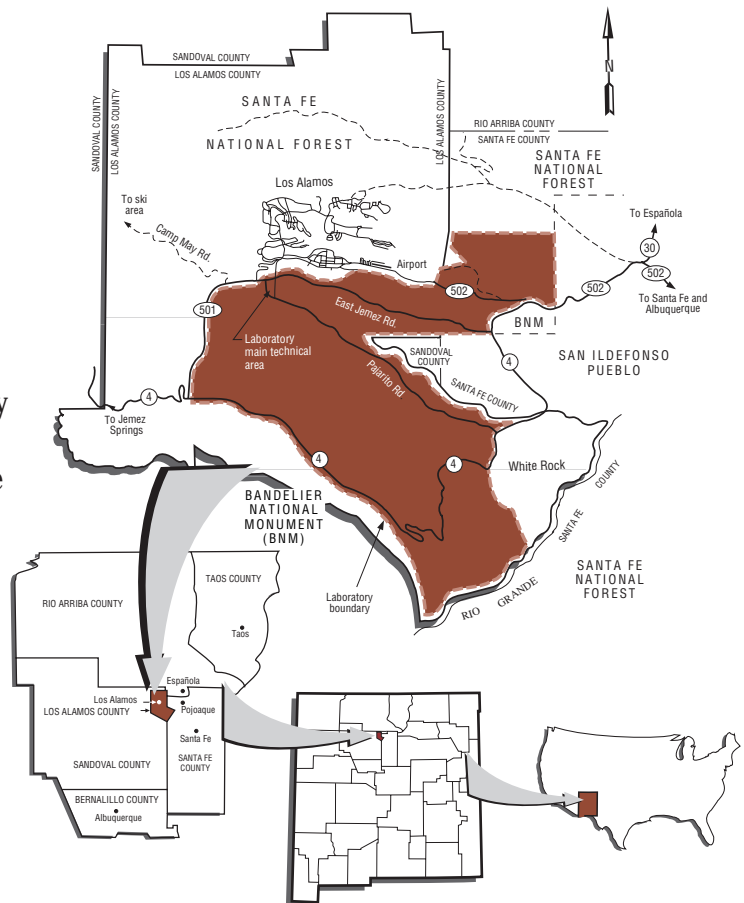 SANDOVAL COUNTY
LOS ALAMOS COUNTY
SANDOVAL COUNTY
LOS ALAMOS COUNTY
N
SANTA FE
NATIONAL FOREST
LOS ALAMOS COUNTY
RIO ARRIBA COUNTY
SANTA FE COUNTY
SANTA FE
NATIONAL
FOREST
Los Alamos
To ski
area
Camp May Rd.
To Española
30
502
To Santa Fe and
Albuquerque
Airport
502
502
501
East Jemez Rd.
BNM
Laboratory
main technical
area
SANDOVAL
COUNTY
SANTA FE COUNTY
Pajarito Rd
4
SAN ILDEFONSO
PUEBLO
4
To Jemez
Springs
y
e
4
4
White Rock
SANTA FE
COUNTY
BANDELIER
NATIONAL
MONUMENT
(BNM)
Laboratory
boundary
RIO GRANDE
SANTA FE
NATIONAL
FOREST
TAOS COUNTY
RIO ARRIBA COUNTY
Taos
Española
Los Alamos
LOS ALAMOS COUNTY
Pojoaque
Santa Fe
SANTA FE
COUNTY
SANDOVAL COUNTY
BERNALILLO COUNTY
Albuquerque